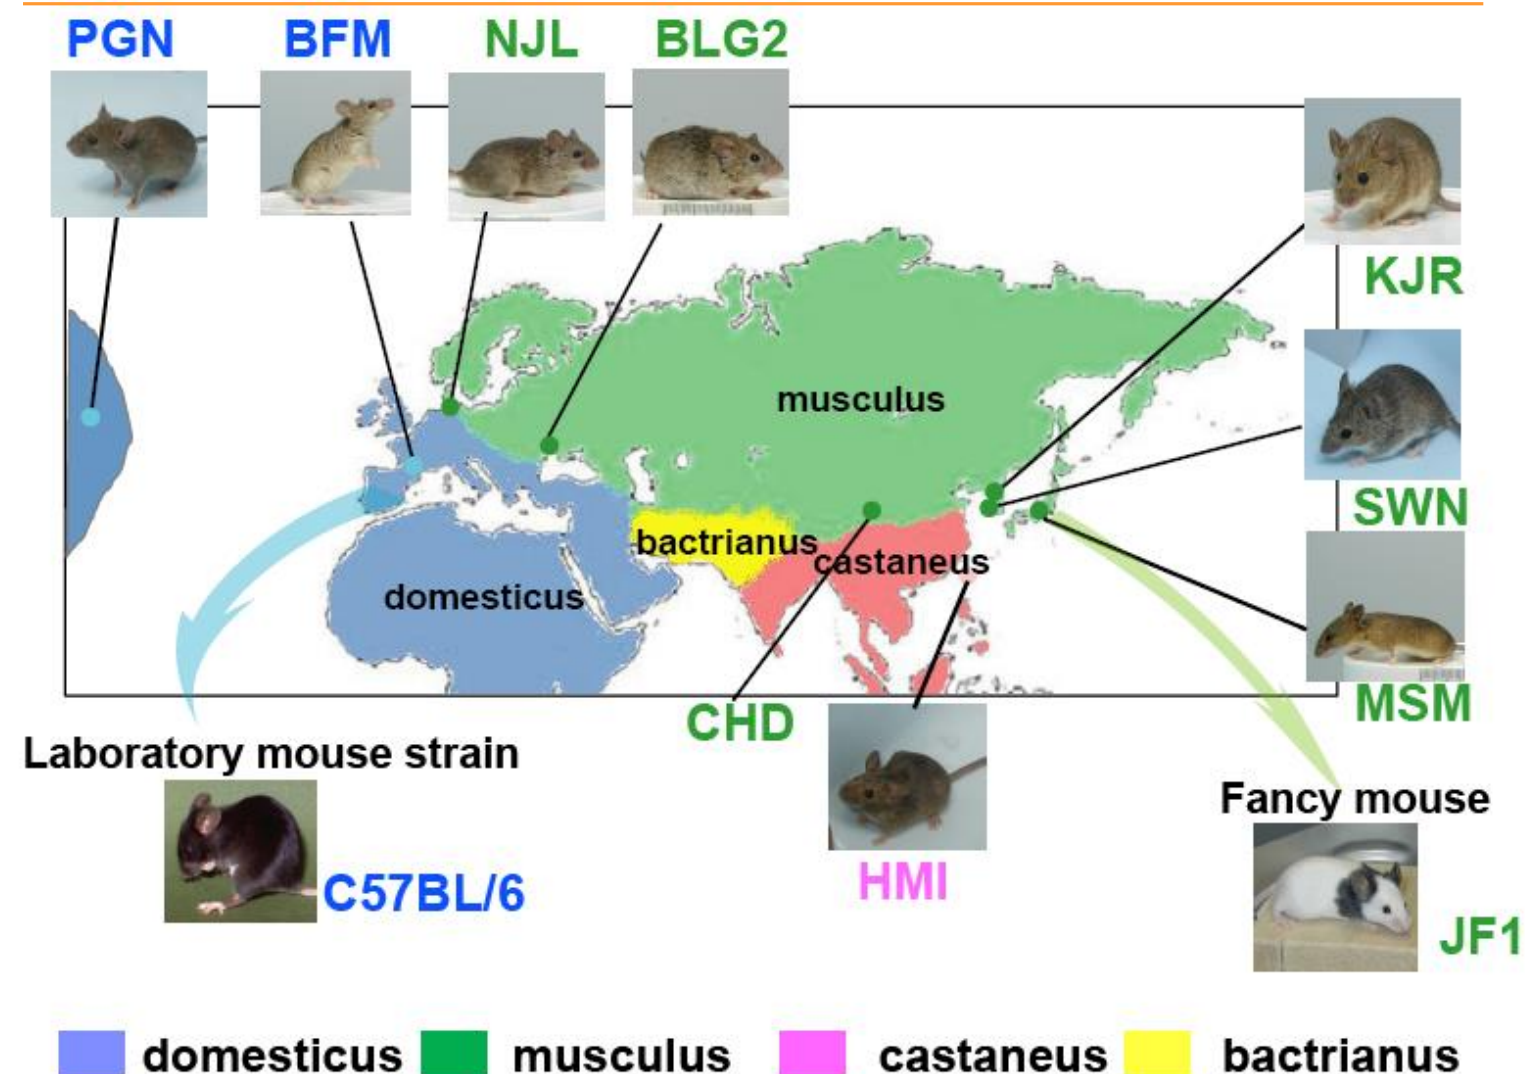 PGN BFM NJL BLG2
KJR
musculus
SWN
bactrianus
castaneus
domesticus
MSM
CHD
Laboratory mouse strain
Fancy mouse
HMI
C57BL/6
JF1
domesticus musculus castaneus bactrianus